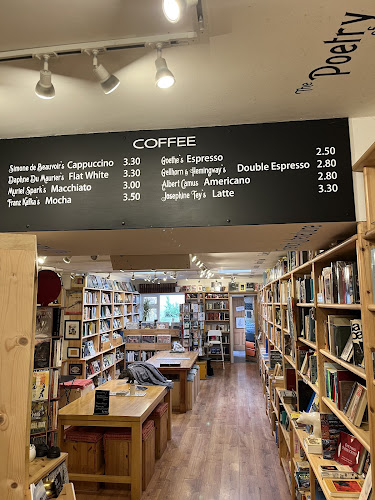 The Poetry of
COFFEE
Simone de Beauvoir's Cappuccino 3.30
Daphne Du Maurier's Flat White 3.30
Muriel Spark's Macchiato 3.00
Franz Kafka's Mocha 3.50
Goethe's Espresso 2.50
Gellhorn & Hemingway's Double Espresso 2.80
Albert Camus Americano 2.80
Josephine Tey's Latte 3.30